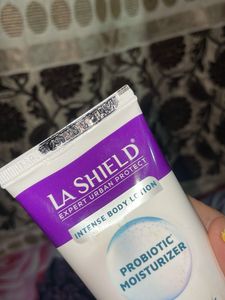 LA SHIELD®
EXPERT URBAN PROTECT
INTENSE BODY LOTION
PROBIOTIC
MOISTURIZER